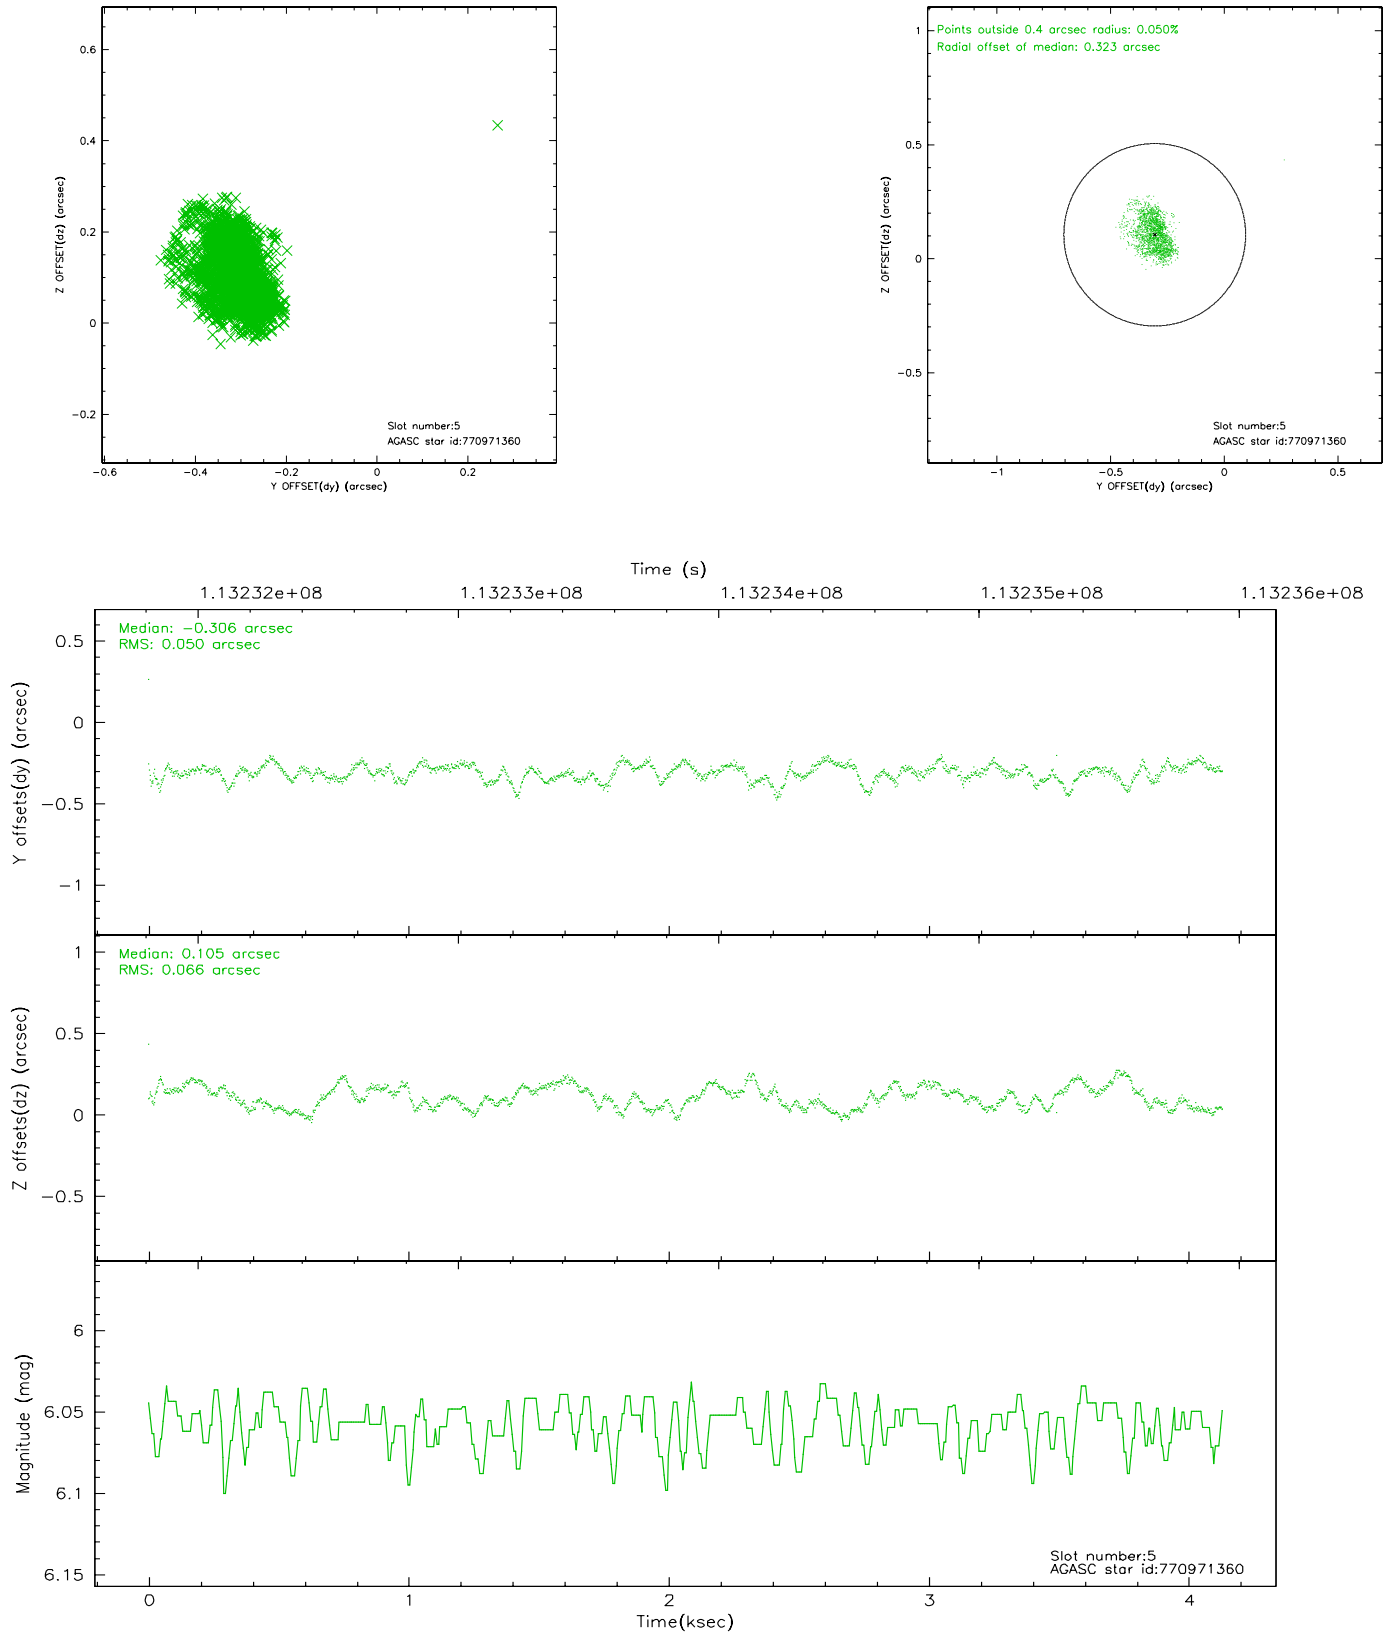 0.6
0.4
0.2
0
−0.2
Z OFFSET(dz) (arcsec)
Slot number:5
AGASC star id:770971360
−0.6 −0.4 −0.2 0 0.2
Y OFFSET(dy) (arcsec)
Points outside 0.4 arcsec radius: 0.050%
Radial offset of median: 0.323 arcsec
1
0.5
0
−0.5
Z OFFSET(dz) (arcsec)
Slot number:5
AGASC star id:770971360
−1 −0.5 0 0.5
Y OFFSET(dy) (arcsec)
Time (s)
1.13232e+08 1.13233e+08 1.13234e+08 1.13235e+08 1.13236e+08
Median: −0.306 arcsec
RMS: 0.050 arcsec
0.5
0
−0.5
−1
Y offsets(dy) (arcsec)
Median: 0.105 arcsec
RMS: 0.066 arcsec
1
0.5
0
−0.5
Z offsets(dz) (arcsec)
6
6.05
6.1
6.15
Magnitude (mag)
Slot number:5
AGASC star id:770971360
0 1 2 3 4
Time(ksec)